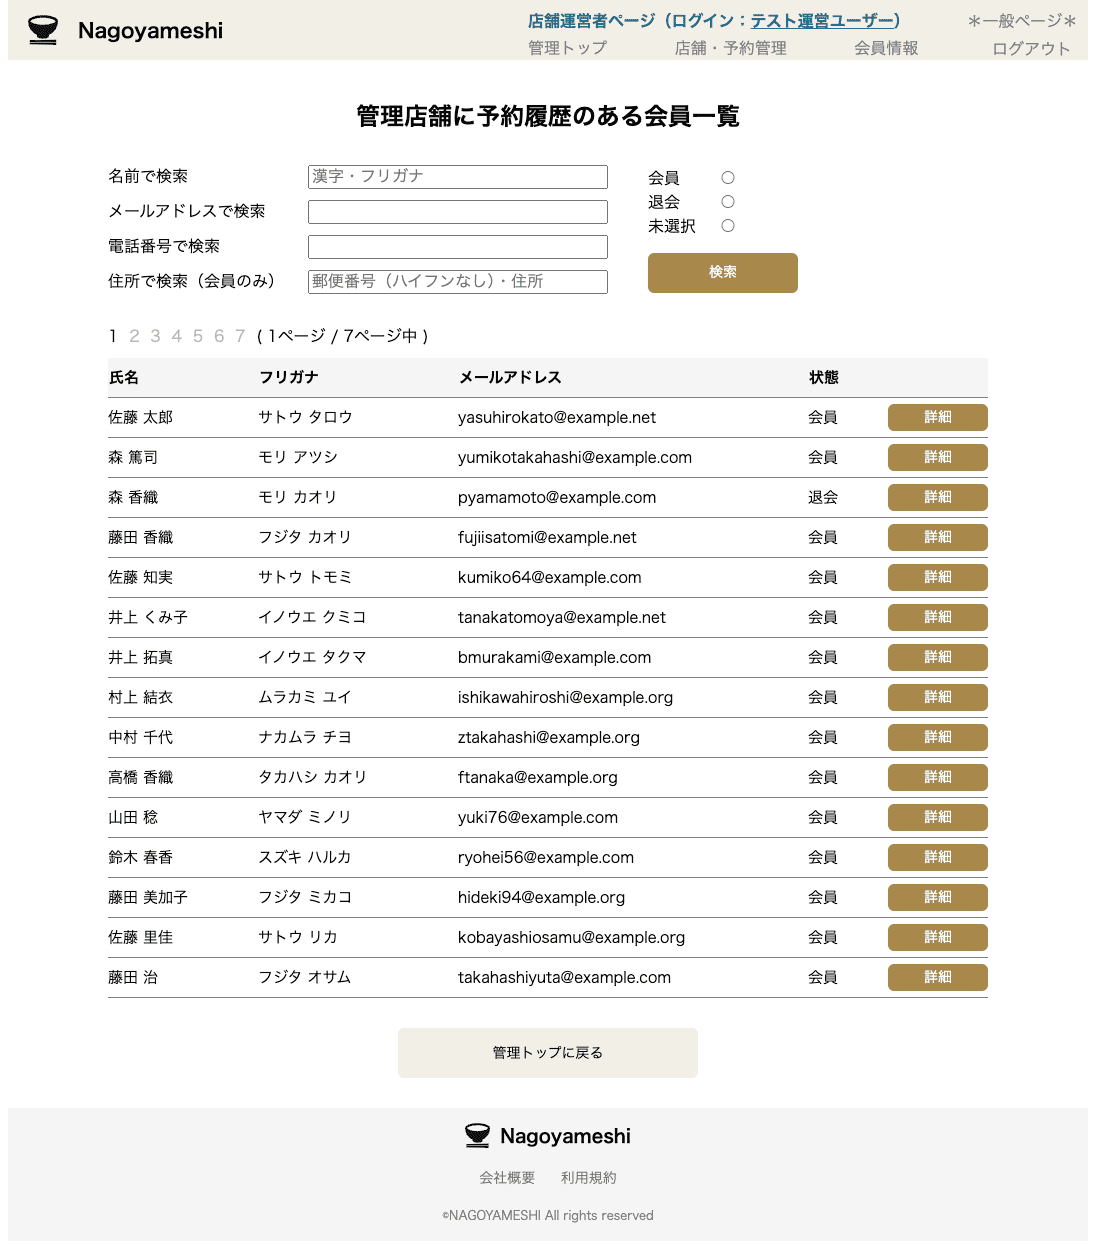 Nagoyameshi
店舗運営者ページ（ログイン：テスト運営ユーザー） ＊一般ページ＊
管理トップ 店舗・予約管理 会員情報 ログアウト
管理店舗に予約履歴のある会員一覧
名前で検索 漢字・フリガナ 会員
メールアドレスで検索 退会
電話番号で検索 未選択
住所で検索（会員のみ） 郵便番号（ハイフンなし）・住所 検索
1 2 3 4 5 6 7 ( 1ページ / 7ページ中 )
氏名 フリガナ メールアドレス 状態
佐藤 太郎 サトウ タロウ yasuhirokato@example.net 会員 詳細
森 篤司 モリ アツシ yumikotakahashi@example.com 会員 詳細
森 香織 モリ カオリ pyamamoto@example.com 退会 詳細
藤田 香織 フジタ カオリ fujiisatomi@example.net 会員 詳細
佐藤 知実 サトウ トモミ kumiko64@example.com 会員 詳細
井上 くみ子 イノウエ クミコ tanakatomoya@example.net 会員 詳細
井上 拓真 イノウエ タクマ bmurakami@example.com 会員 詳細
村上 結衣 ムラカミ ユイ ishikawahiroshi@example.org 会員 詳細
中村 千代 ナカムラ チヨ ztakahashi@example.org 会員 詳細
高橋 香織 タカハシ カオリ ftanaka@example.org 会員 詳細
山田 稔 ヤマダ ミノリ yuki76@example.com 会員 詳細
鈴木 春香 スズキ ハルカ ryohei56@example.com 会員 詳細
藤田 美加子 フジタ ミカコ hideki94@example.org 会員 詳細
佐藤 里佳 サトウ リカ kobayashiosamu@example.org 会員 詳細
藤田 治 フジタ オサム takahashiyuta@example.com 会員 詳細
管理トップに戻る
Nagoyameshi
会社概要 利用規約
©NAGOYAMESHI All rights reserved